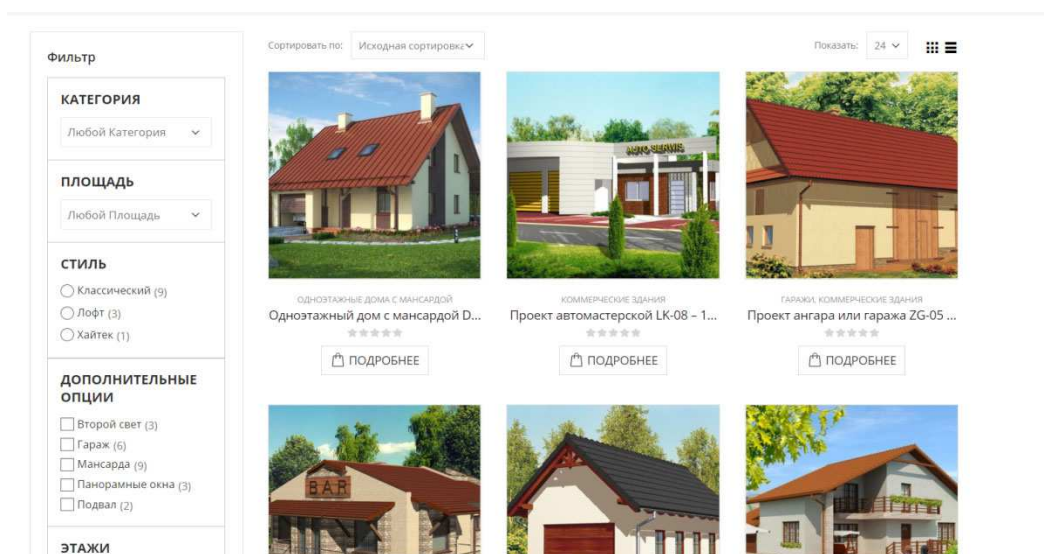 Фильтр
КАТЕГОРИЯ
Любой Категория
ПЛОЩАДЬ
Любой Площадь
СТИЛЬ
Классический (9)
Лофт (3)
Хайтек (1)
ДОПОЛНИТЕЛЬНЫЕ
ОПЦИИ
Второй свет (3)
Гараж (6)
Мансарда (9)
Панорамные окна (3)
Подвал (2)
ЭТАЖИ
Сортировать по: Исходная сортировка
Показать: 24
AUTO SERWIS
ОДНОЭТАЖНЫЕ ДОМА С МАНСАРДОЙ
Одноэтажный дом с мансардой D...
ПОДРОБНЕЕ
КОММЕРЧЕСКИЕ ЗДАНИЯ
Проект автомастерской LK-08 – 1...
ПОДРОБНЕЕ
ГАРАЖИ, КОММЕРЧЕСКИЕ ЗДАНИЯ
Проект ангара или гаража ZG-05 ...
ПОДРОБНЕЕ
BAR